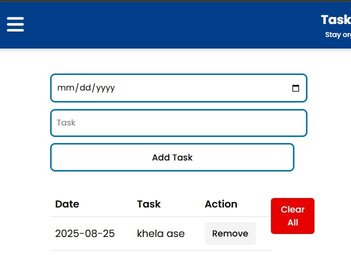 Task
Stay org
mm/dd/yyyy
Task
Add Task
Date Task Action
Clear
All
2025-08-25 khela ase Remove